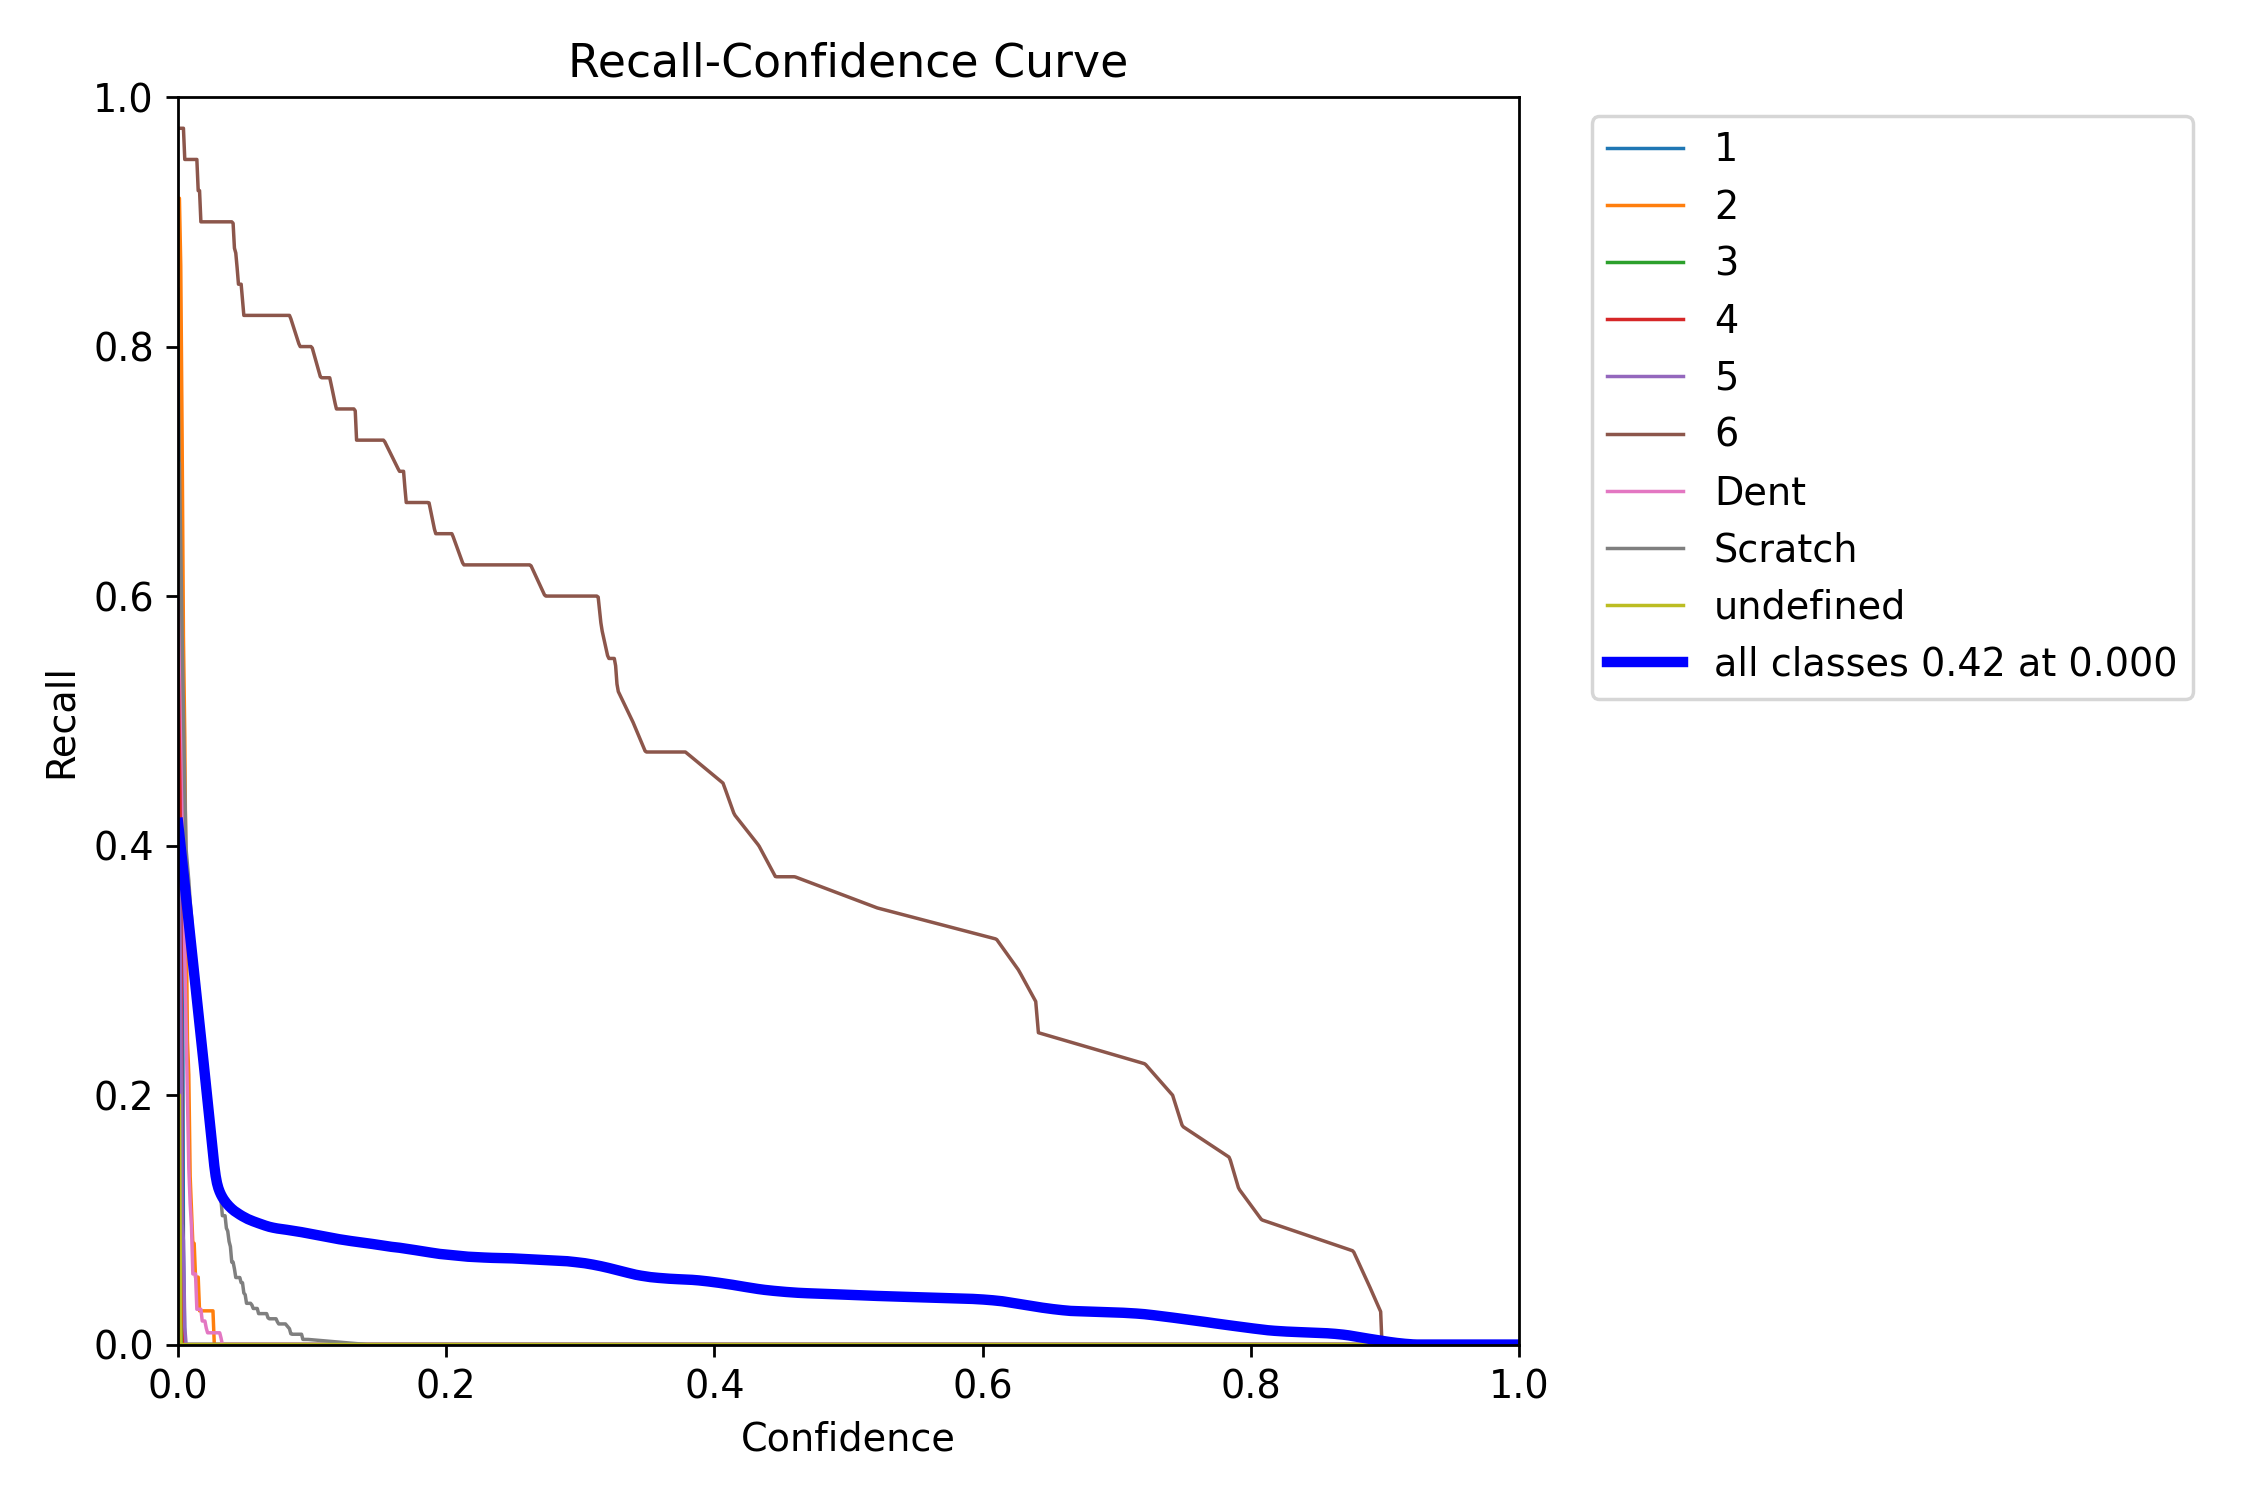 Recall-Confidence Curve
1.0
0.8
0.6
0.4
0.2
0.0
Recall
0.0 0.2 0.4 0.6 0.8 1.0
Confidence
1
2
3
4
5
6
Dent
Scratch
undefined
all classes 0.42 at 0.000